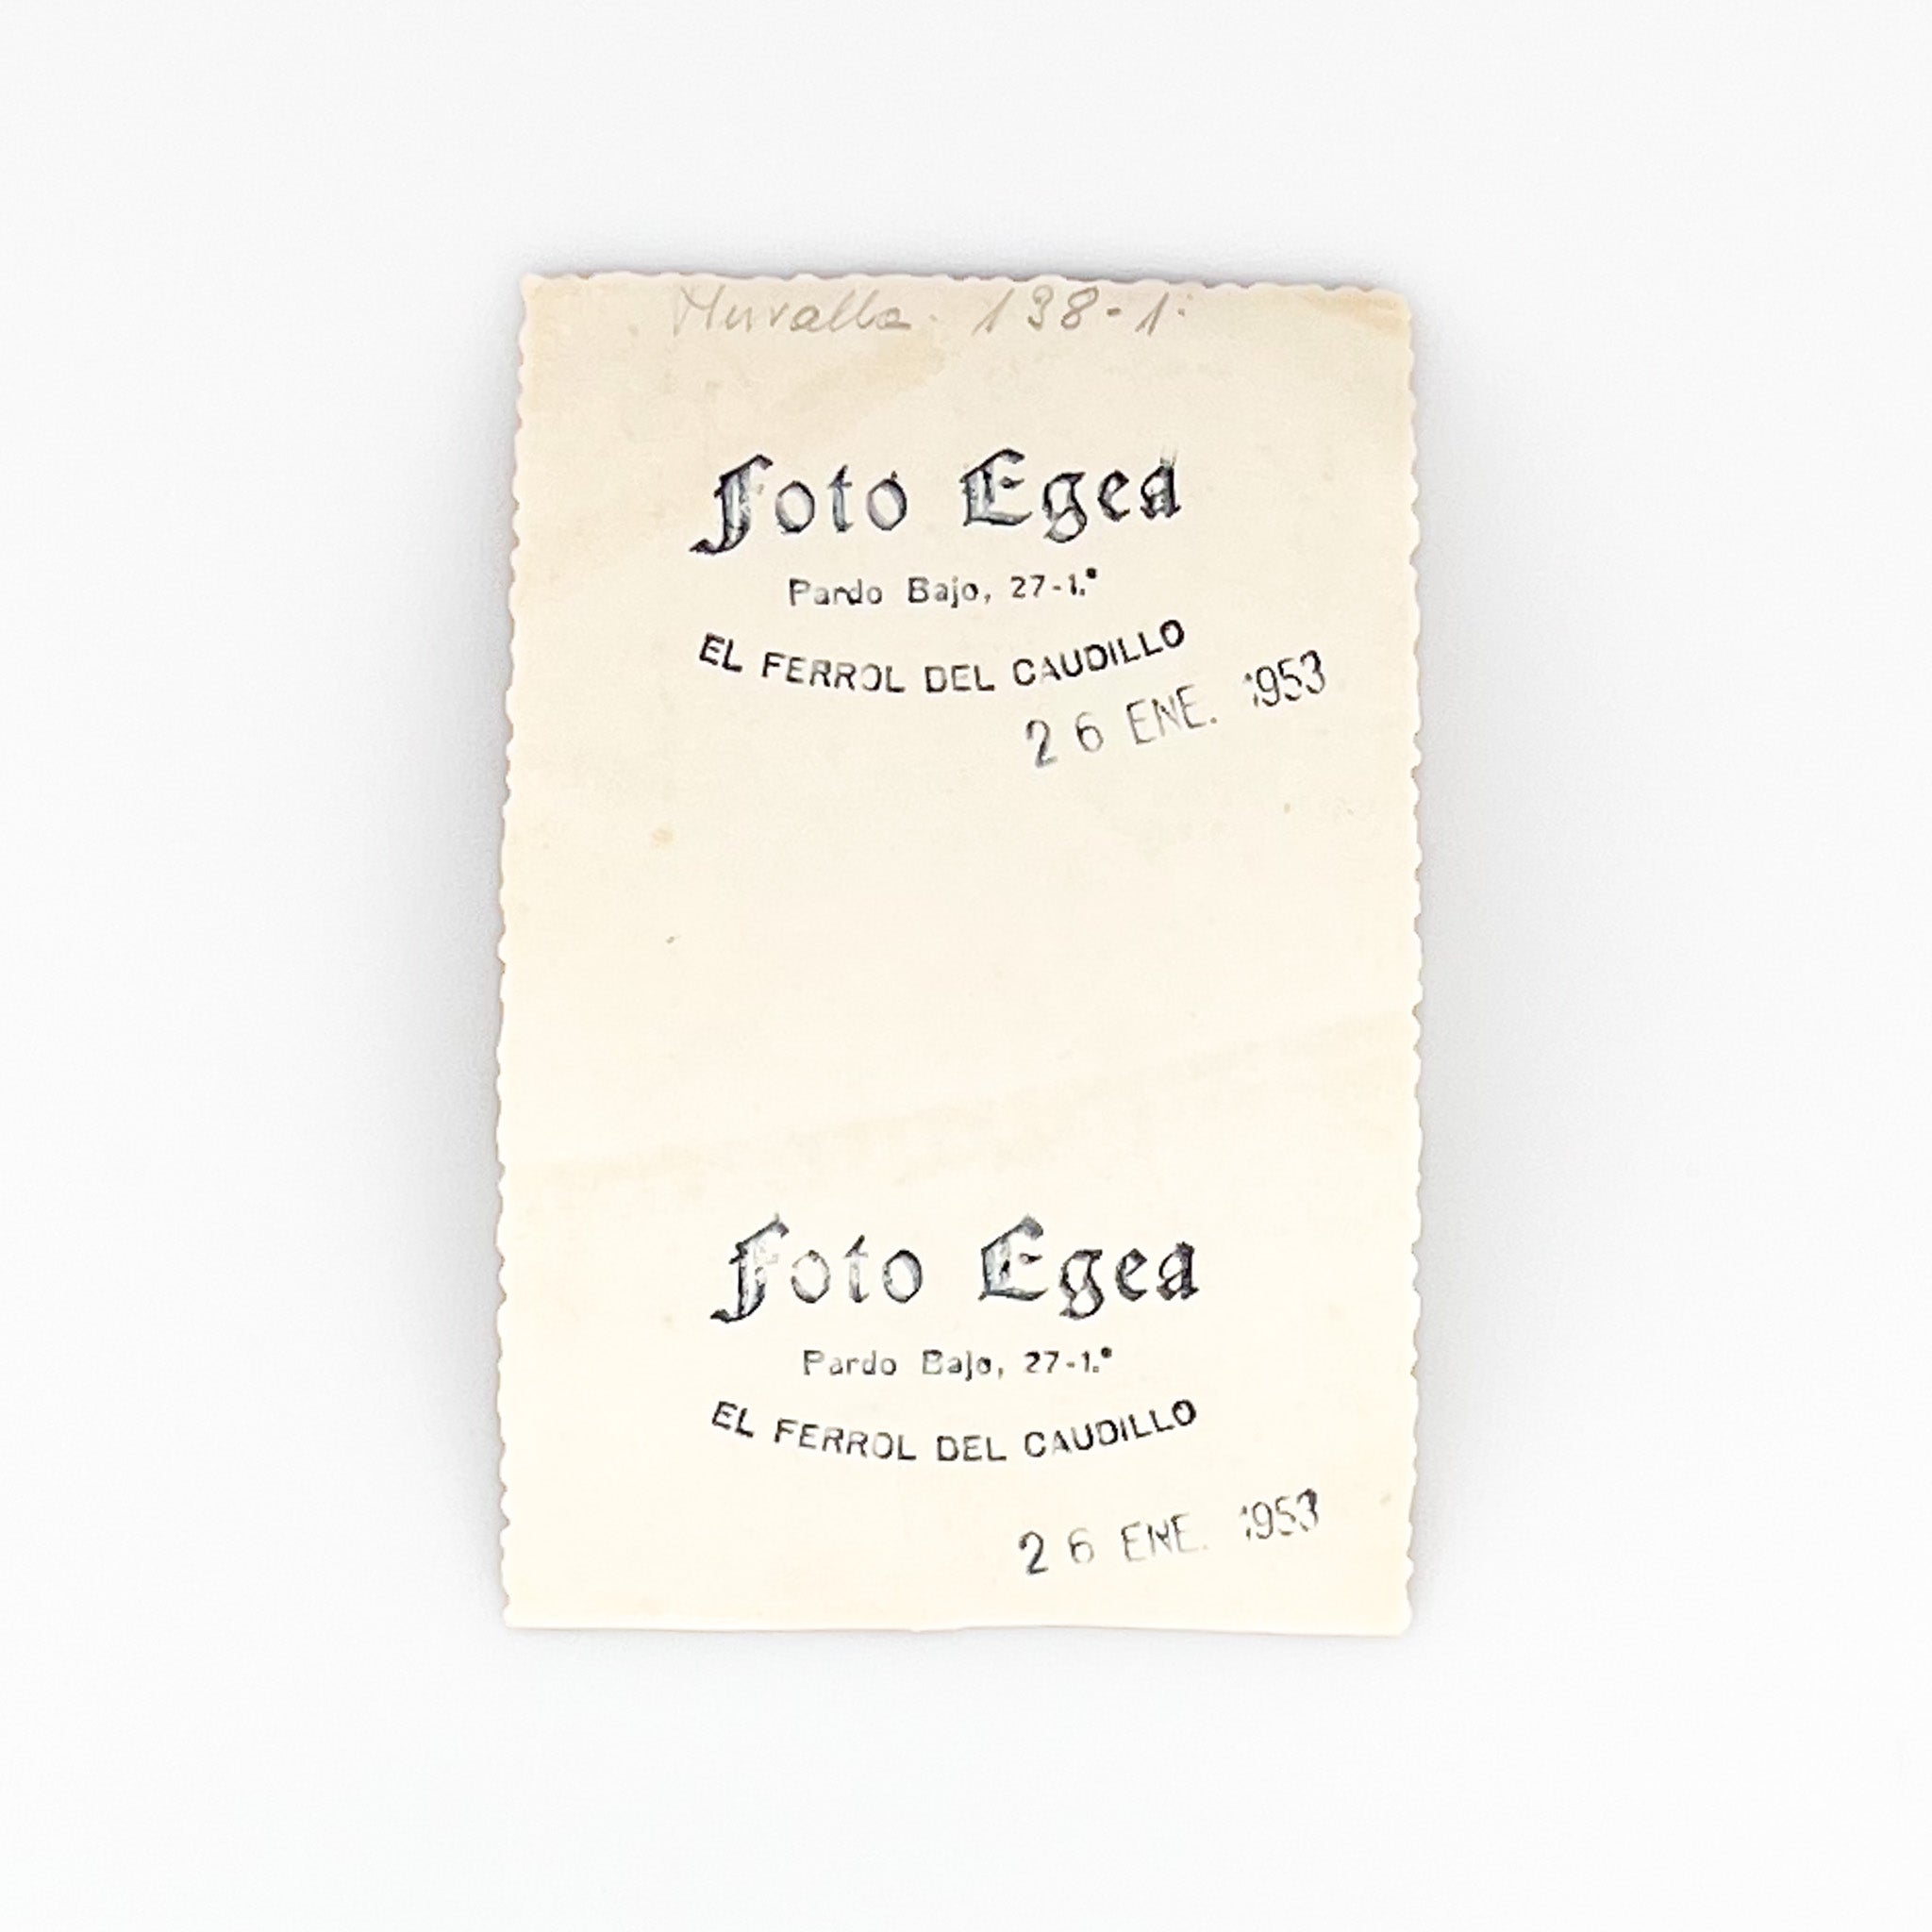 Muralla. 138-1:
Foto Egea
Pardo Bajo, 27-1.º
EL FERROL DEL CAUDILLO
26 ENE. 1953
Foto Egea
Pardo Bajo, 27-1.º
EL FERROL DEL CAUDILLO
26 ENE. 1953